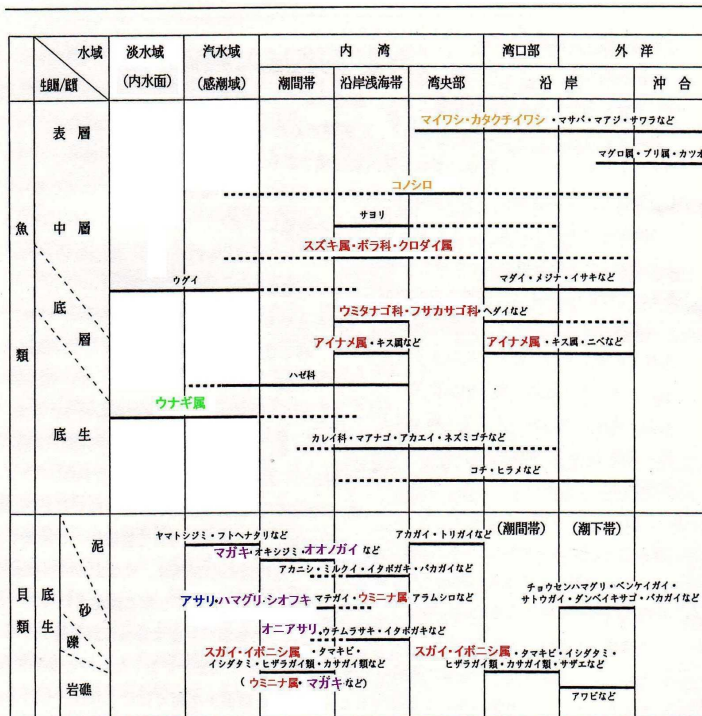 水域 淡水域 汽水域 内 湾 湾口部 外 洋
生息層/底質 (内水面) (感潮域) 潮間帯 沿岸浅海帯 湾央部 沿 岸 沖 合
魚類
表 層
マイワシ・カタクチイワシ・マサバ・マアジ・サワラなど
マグロ属・ブリ属・カツオ
コノシロ
中 層
サヨリ
スズキ属・ボラ科・クロダイ属
ウグイ マダイ・メジナ・イサキなど
底 層
ウミタナゴ科・フサカサゴ科・ヘダイなど
アイナメ属・キス属など アイナメ属・キス属・ニベなど
ハゼ科
ウナギ属
底 生
カレイ科・マアナゴ・アカエイ・ネズミゴチなど
コチ・ヒラメなど
貝類
底生
(潮間帯) (潮下帯)
泥
ヤマトシジミ・フトヘナタリなど アカガイ・トリガイなど
マガキ・オキシジミ・オオノガイ など
アカニシ・ミルクイ・イタボガキ・バカガイなど
砂
アサリ・ハマグリ・シオフキ マテガイ・ウミニナ属 アラムシロなど
チョウセンハマグリ・ベンケイガイ・
サトウガイ・ダンベイキサゴ・バカガイなど
礫
オニアサリ・ウチムラサキ・イタボガキなど
岩礁
スガイ・イボニシ属・タマキビ・
イシダタミ・ヒザラガイ類・カサガイ類など
(ウミニナ属・マガキなど)
スガイ・イボニシ属・タマキビ・イシダタミ・
ヒザラガイ類・カサガイ類・サザエなど
アワビなど